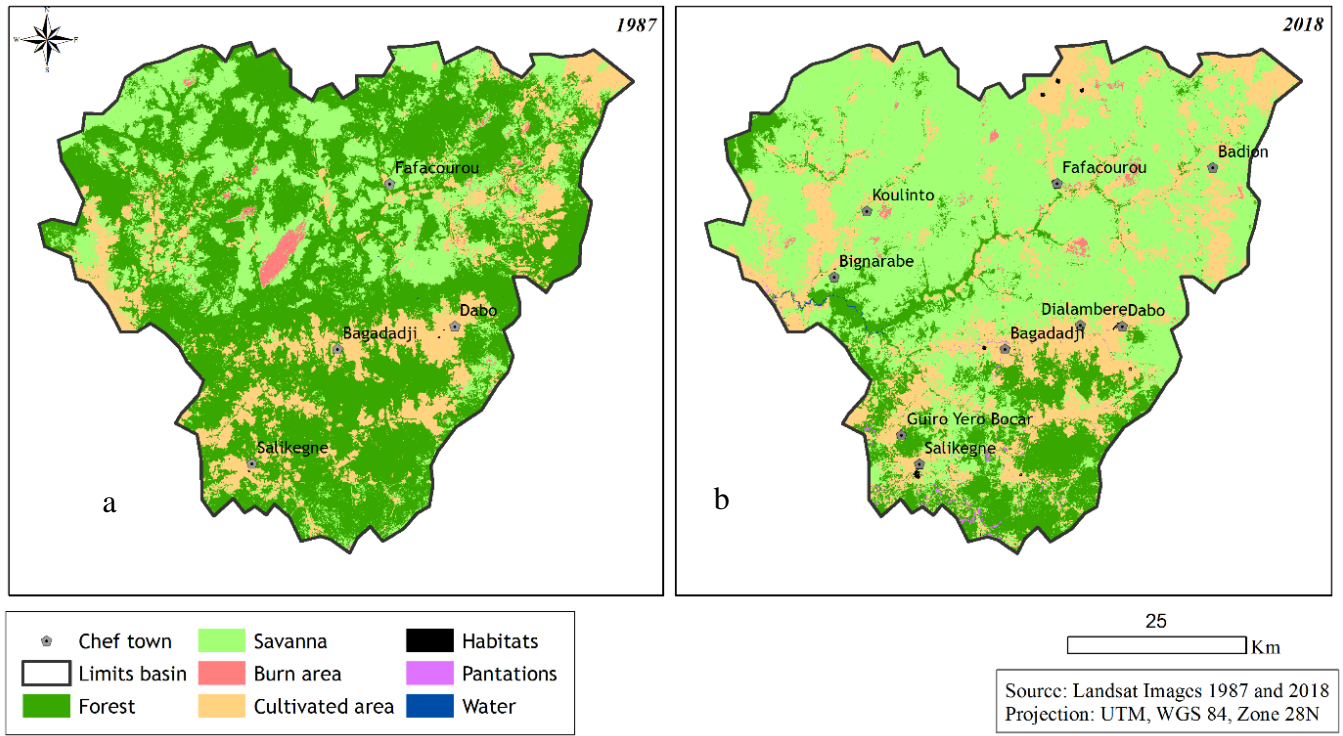 1987
N
W
E
S
Fafacourou
Dabo
Bagadadji
Salikegne
a
2018
Badion
Fafacourou
Koulinto
Bignarabe
Dialambere Dabo
Bagadadji
Guiro Yero Bocar
Salikegne
b
Chef town
Savanna
Habitats
Limits basin
Burn area
Pantations
Forest
Cultivated area
Water
25
Km
Source: Landsat Images 1987 and 2018
Projection: UTM, WGS 84, Zone 28N